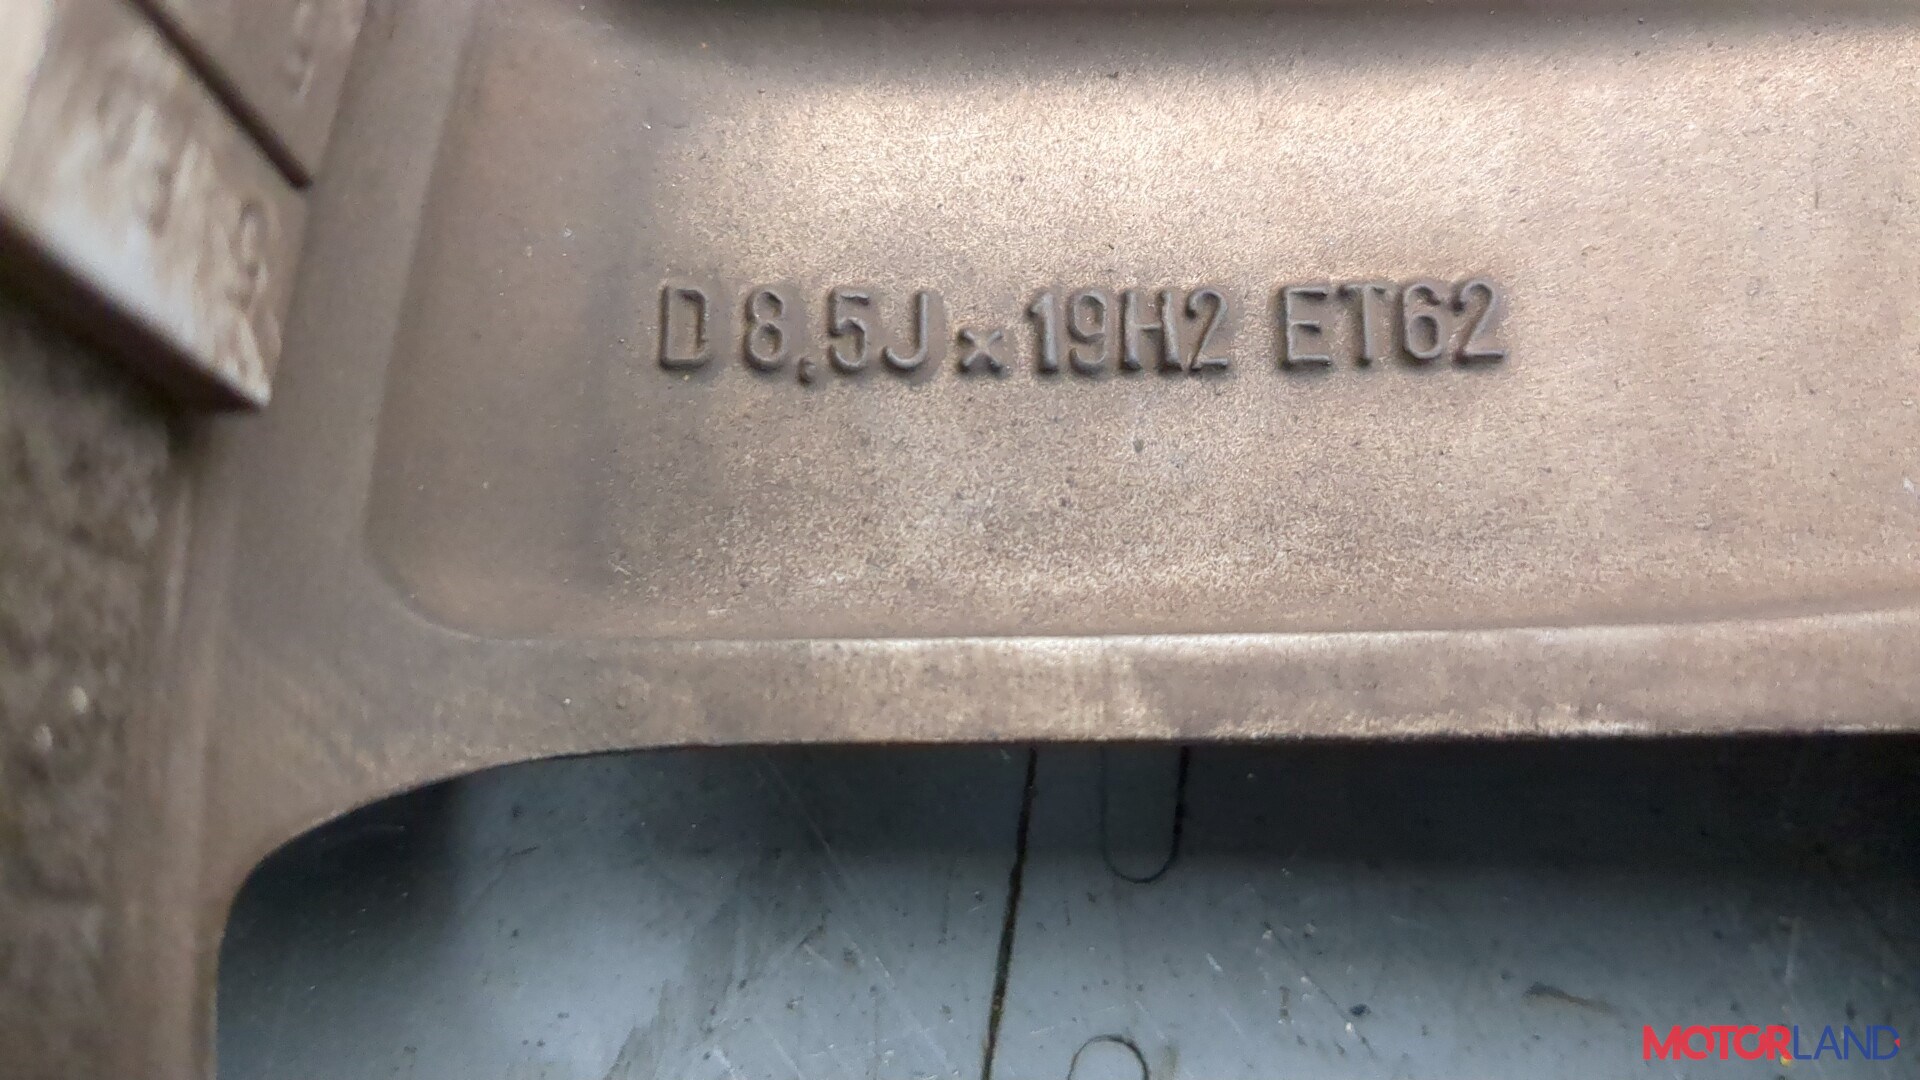 D 8.5J x 19H2 ET62
MOTORLAND